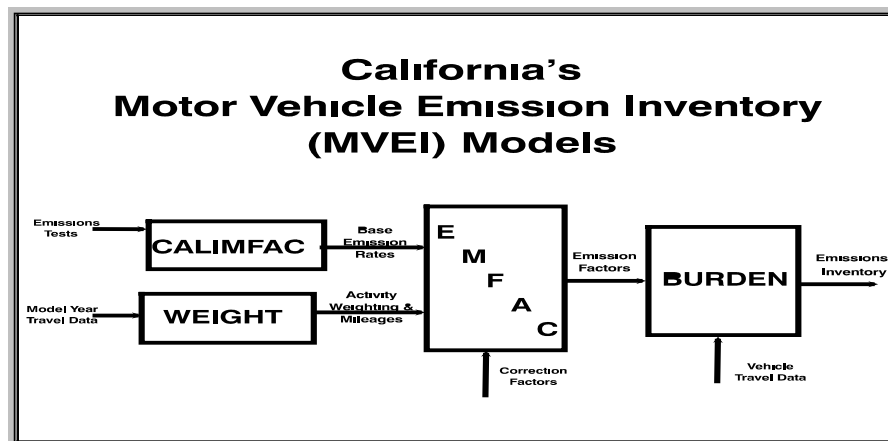 California's
Motor Vehicle Emission Inventory
(MVEI) Models
Emissions
Tests
CALIMFAC
Base
Emission
Rates
Model Year
Travel Data
WEIGHT
Activity
Weighting &
Mileages
E
M
F
A
C
Correction
Factors
Emission
Factors
BURDEN
Vehicle
Travel Data
Emissions
Inventory